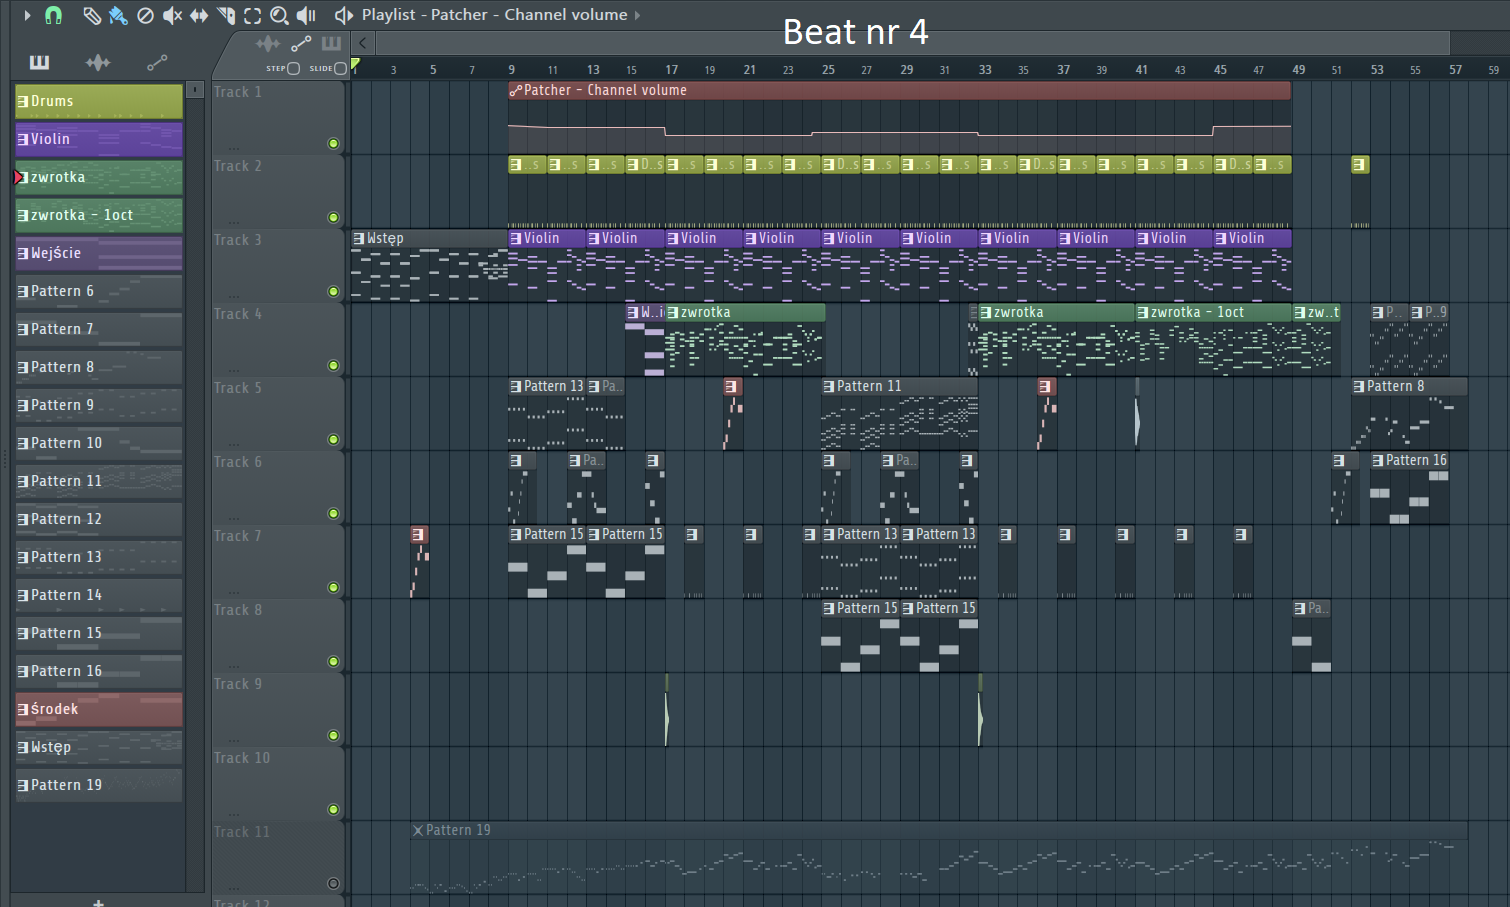 Playlist - Patcher - Channel volume
Beat nr 4
STEP SLIDE
1 3 5 7 9 11 13 15 17 19 21 23 25 27 29 31 33 35 37 39 41 43 45 47 49 51 53 55 57 59
Drums
Violin
zwrotka
zwrotka - 1oct
Wejście
Pattern 6
Pattern 7
Pattern 8
Pattern 9
Pattern 10
Pattern 11
Pattern 12
Pattern 13
Pattern 14
Pattern 15
Pattern 16
Środek
Wstęp
Pattern 19
Track 1
Patcher - Channel volume
Track 2
..s ..s ..s D..s ..s ..s ..s ..s D..s ..s ..s ..s ..s D..s ..s ..s ..s ..s D..s ..s
Track 3
Wstęp Violin Violin Violin Violin Violin Violin Violin Violin Violin Violin
Track 4
zwrotka zwrotka zwrotka - 1oct zw..t P.. P..9
Track 5
Pattern 13 Pa.. Pattern 11 Pattern 8
Track 6
Pa.. Pa.. Pattern 16
Track 7
Pattern 15 Pattern 15 Pattern 13 Pattern 13
Track 8
Pattern 15 Pattern 15 Pa..
Track 9
Track 10
Track 11
Pattern 19
Track 12